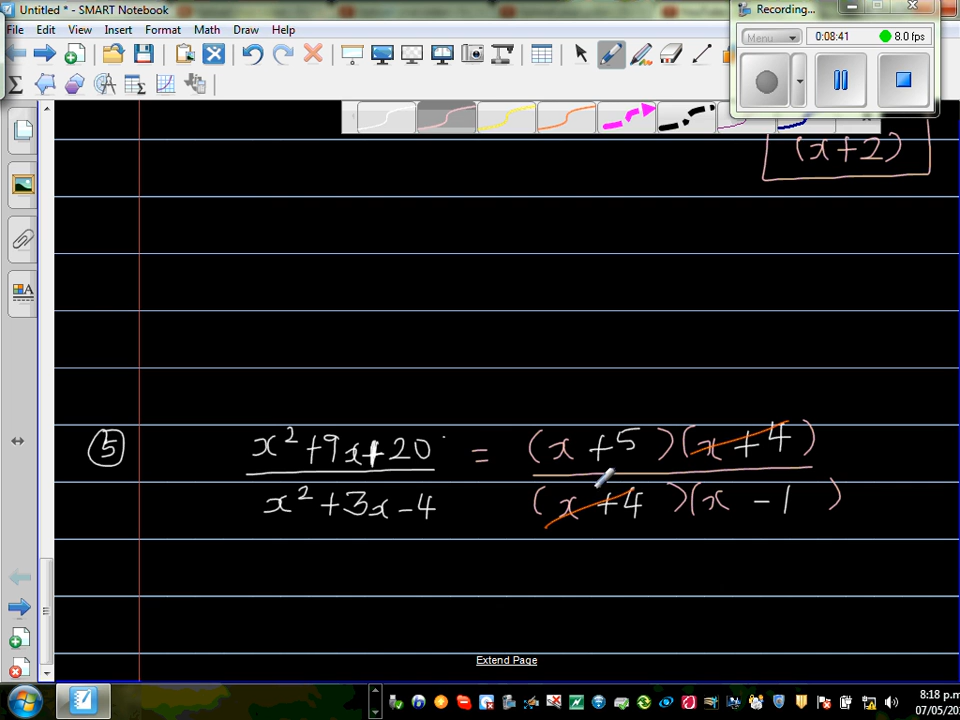 Untitled * - SMART Notebook
Recording...
File Edit View Insert Format Math Draw Help
Menu 0:08:41 8.0 fps
(x+2)
⑤ x²+9x+20 = (x+5)(x+4)
x²+3x-4 (x+4)(x-1)
Extend Page
8:18 p.m
07/05/20